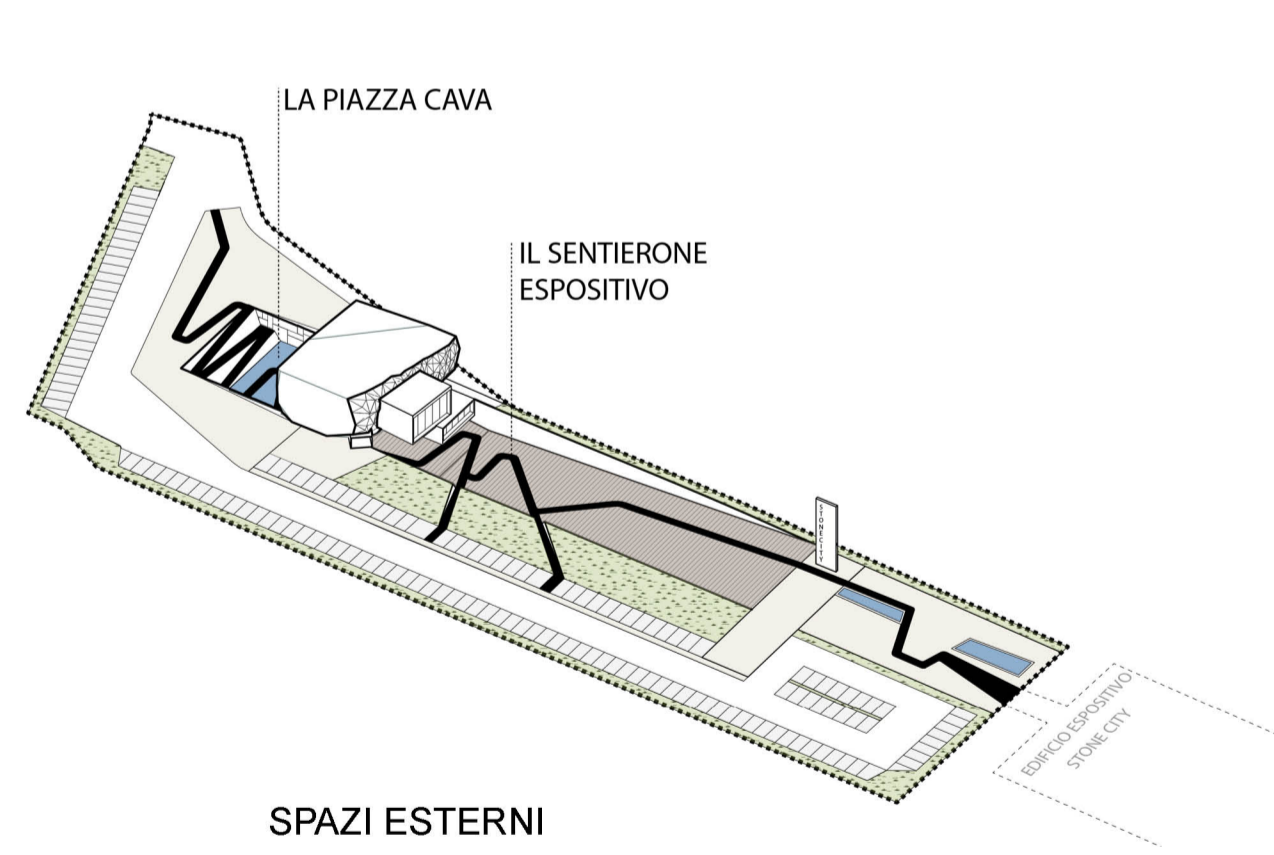 LA PIAZZA CAVA
IL SENTIERONE
ESPOSITIVO
STONECITY
EDIFICIO ESPOSITIVO
STONE CITY
SPAZI ESTERNI